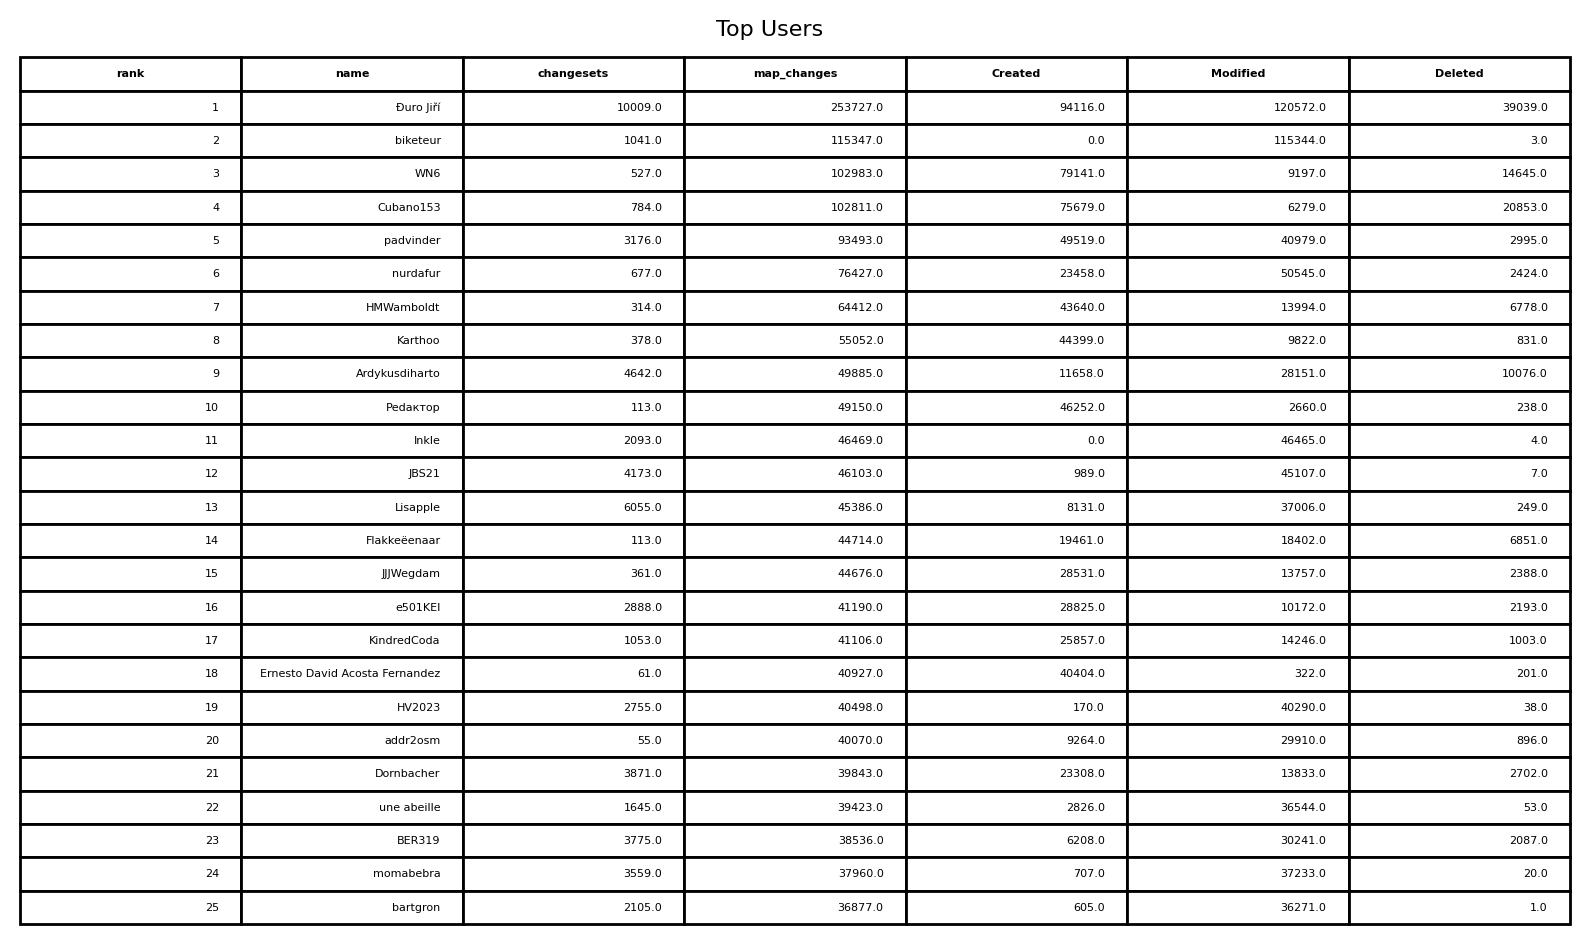 Top Users
rank name changesets map_changes Created Modified Deleted
1 Đuro Jiří 10009.0 253727.0 94116.0 120572.0 39039.0
2 biketeur 1041.0 115347.0 0.0 115344.0 3.0
3 WN6 527.0 102983.0 79141.0 9197.0 14645.0
4 Cubano153 784.0 102811.0 75679.0 6279.0 20853.0
5 padvinder 3176.0 93493.0 49519.0 40979.0 2995.0
6 nurdafur 677.0 76427.0 23458.0 50545.0 2424.0
7 HMWamboldt 314.0 64412.0 43640.0 13994.0 6778.0
8 Karthoo 378.0 55052.0 44399.0 9822.0 831.0
9 Ardykusdiharto 4642.0 49885.0 11658.0 28151.0 10076.0
10 Pedaктор 113.0 49150.0 46252.0 2660.0 238.0
11 Inkle 2093.0 46469.0 0.0 46465.0 4.0
12 JBS21 4173.0 46103.0 989.0 45107.0 7.0
13 Lisapple 6055.0 45386.0 8131.0 37006.0 249.0
14 Flakkeëenaar 113.0 44714.0 19461.0 18402.0 6851.0
15 JJJWegdam 361.0 44676.0 28531.0 13757.0 2388.0
16 e501KEI 2888.0 41190.0 28825.0 10172.0 2193.0
17 KindredCoda 1053.0 41106.0 25857.0 14246.0 1003.0
18 Ernesto David Acosta Fernandez 61.0 40927.0 40404.0 322.0 201.0
19 HV2023 2755.0 40498.0 170.0 40290.0 38.0
20 addr2osm 55.0 40070.0 9264.0 29910.0 896.0
21 Dornbacher 3871.0 39843.0 23308.0 13833.0 2702.0
22 une abeille 1645.0 39423.0 2826.0 36544.0 53.0
23 BER319 3775.0 38536.0 6208.0 30241.0 2087.0
24 momabebra 3559.0 37960.0 707.0 37233.0 20.0
25 bartgron 2105.0 36877.0 605.0 36271.0 1.0